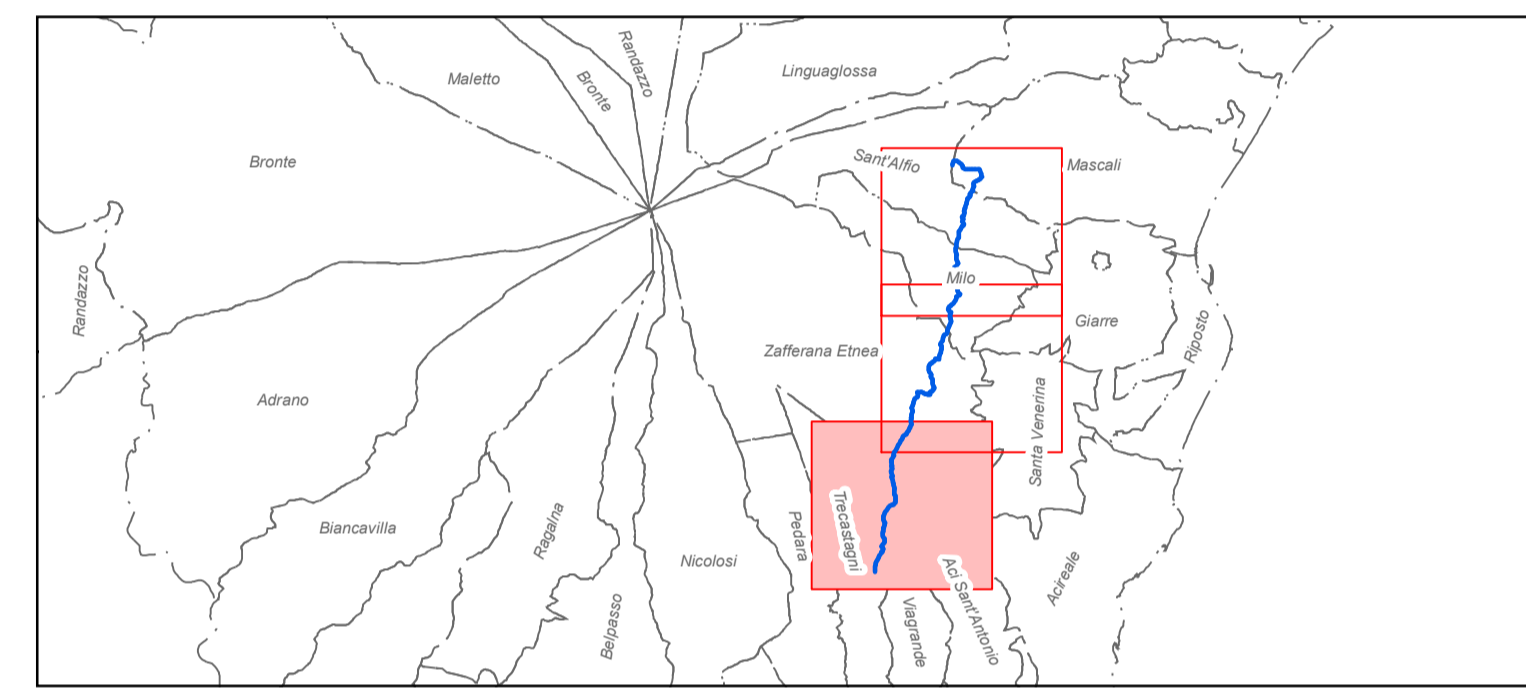 Randazzo
Linguaglossa
Maletto
Bronte
Bronte
Sant'Alfio
Mascali
Milo
Randazzo
Giarre
Riposto
Zafferana Etnea
Adrano
Santa Venerina
Biancavilla
Ragalna
Pedara
Trecastagni
Nicolosi
Aci Sant'Antonio
Acireale
Belpasso
Viagrande